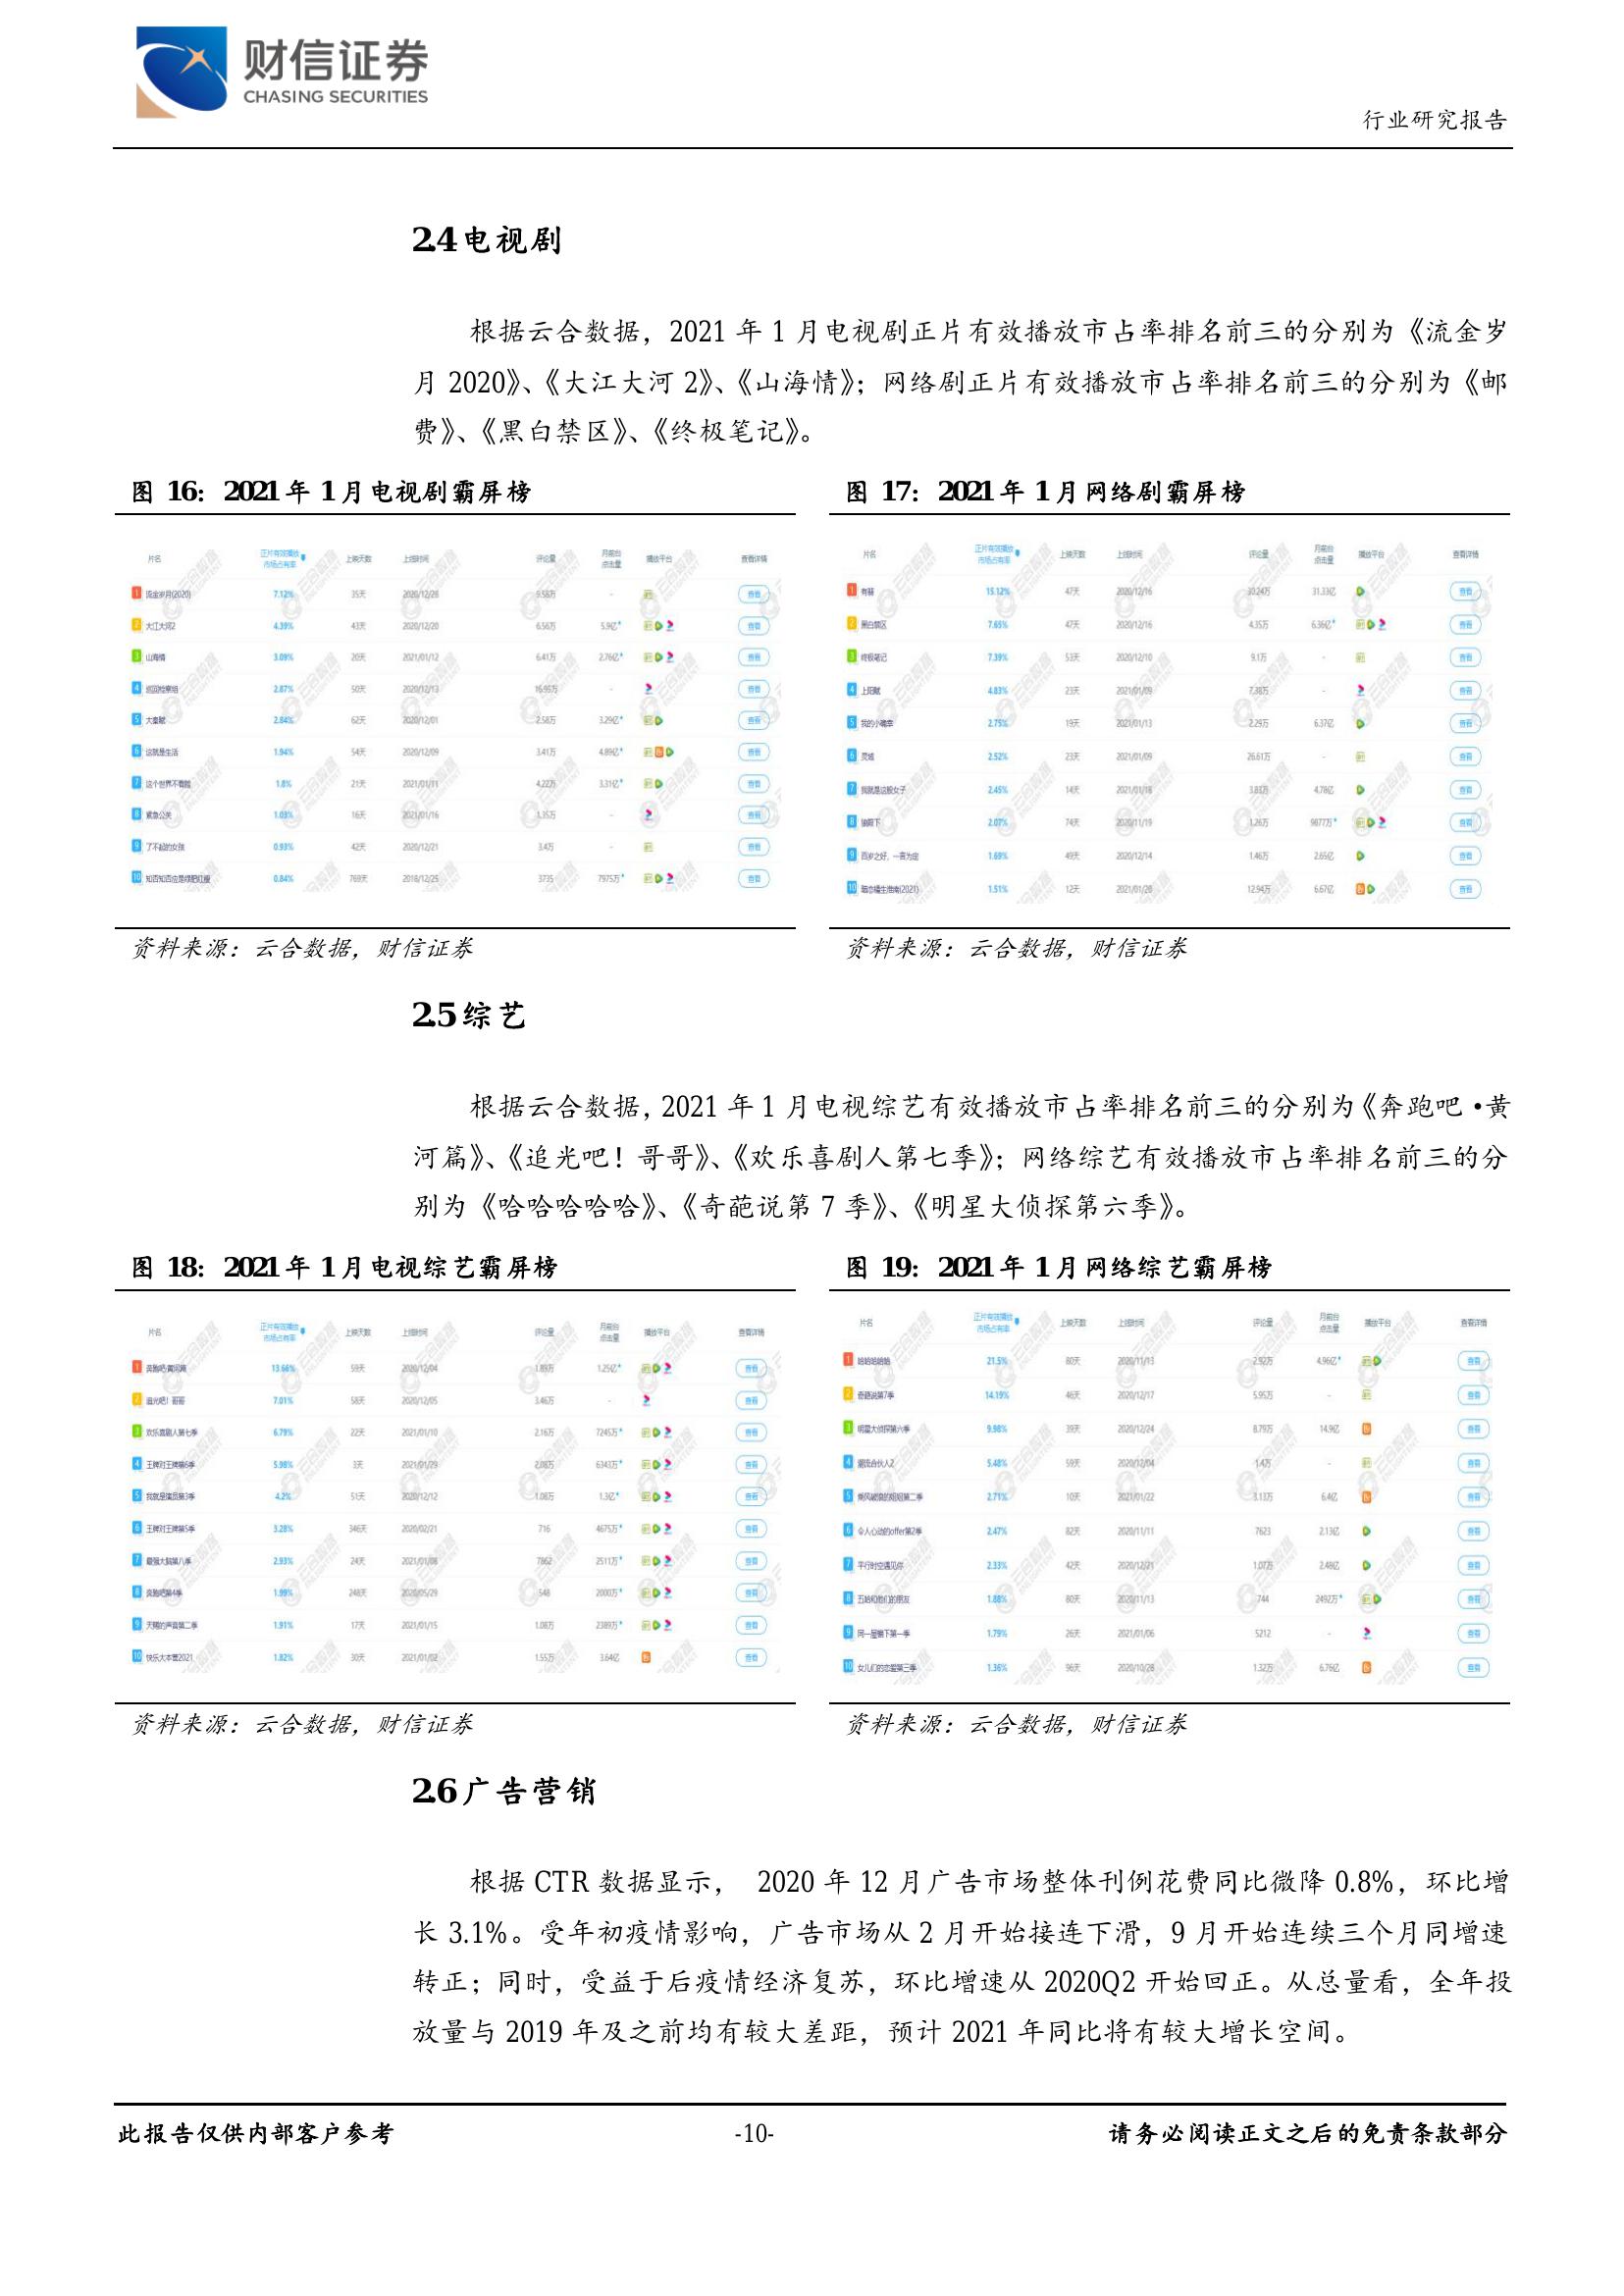 财信证券
CHASING SECURITIES
行业研究报告
2.4 电视剧
根据云合数据，2021 年 1 月电视剧正片有效播放市占率排名前三的分别为《流金岁
月 2020》、《大江大河 2》、《山海情》；网络剧正片有效播放市占率排名前三的分别为《邮
费》、《黑白禁区》、《终极笔记》。
图 16：2021 年 1 月电视剧霸屏榜
片名 正片有效播放市场占有率 上映天数 上线时间 评论量 月前台点击量 播放平台 查看详情
1 流金岁月(2020) 7.12% 35天 2020/12/28 9.58万 - 查看
2 大江大河2 4.39% 43天 2020/12/20 6.56万 5.9亿* 查看
3 山海情 3.09% 20天 2021/01/12 6.41万 2.76亿* 查看
4 巡回检察组 2.87% 50天 2020/12/13 16.95万 - 查看
5 大秦赋 2.84% 62天 2020/12/01 2.58万 3.29亿* 查看
6 这就是生活 1.94% 54天 2020/12/09 3.41万 4.89亿* 查看
7 这个世界不看脸 1.8% 21天 2021/01/11 4.22万 3.31亿* 查看
8 紧急公关 1.03% 16天 2021/01/16 1.35万 - 查看
9 了不起的女孩 0.93% 42天 2020/12/21 3.4万 - 查看
10 知否知否应是绿肥红瘦 0.84% 769天 2018/12/25 3735 7975万* 查看
资料来源：云合数据，财信证券
图 17：2021 年 1 月网络剧霸屏榜
片名 正片有效播放市场占有率 上映天数 上线时间 评论量 月前台点击量 播放平台 查看详情
1 有翡 15.12% 47天 2020/12/16 30.24万 31.33亿 查看
2 黑白禁区 7.65% 47天 2020/12/16 4.35万 6.36亿* 查看
3 终极笔记 7.39% 53天 2020/12/10 9.1万 - 查看
4 上阳赋 4.83% 23天 2021/01/09 7.38万 - 查看
5 我的小确幸 2.75% 19天 2021/01/13 2.29万 6.37亿 查看
6 灵域 2.52% 23天 2021/01/09 26.61万 - 查看
7 我就是这般女子 2.45% 14天 2021/01/18 3.83万 4.78亿 查看
8 狼殿下 2.07% 74天 2020/11/19 1.26万 9877万* 查看
9 百岁之好，一言为定 1.69% 49天 2020/12/14 1.46万 2.65亿 查看
10 暗恋橘生淮南(2021) 1.51% 12天 2021/01/20 12.94万 6.67亿 查看
资料来源：云合数据，财信证券
2.5 综艺
根据云合数据，2021 年 1 月电视综艺有效播放市占率排名前三的分别为《奔跑吧•黄
河篇》、《追光吧！哥哥》、《欢乐喜剧人第七季》；网络综艺有效播放市占率排名前三的分
别为《哈哈哈哈哈》、《奇葩说第 7 季》、《明星大侦探第六季》。
图 18：2021 年 1 月电视综艺霸屏榜
片名 正片有效播放市场占有率 上映天数 上线时间 评论量 月前台点击量 播放平台 查看详情
1 奔跑吧·黄河篇 13.66% 59天 2020/12/04 1.89万 1.25亿* 查看
2 追光吧！哥哥 7.01% 58天 2020/12/05 3.46万 - 查看
3 欢乐喜剧人第七季 6.79% 22天 2021/01/10 2.16万 7245万* 查看
4 王牌对王牌第6季 5.98% 3天 2021/01/29 2.08万 6343万* 查看
5 我就是演员第3季 4.2% 51天 2020/12/12 1.08万 1.3亿* 查看
6 王牌对王牌第5季 3.28% 346天 2020/02/21 716 4675万* 查看
7 最强大脑第八季 2.93% 24天 2021/01/08 7862 2511万* 查看
8 奔跑吧第4季 1.99% 248天 2020/05/29 548 2000万* 查看
9 天赐的声音第二季 1.91% 17天 2021/01/15 1.08万 2389万* 查看
10 快乐大本营2021 1.82% 30天 2021/01/02 1.55万 3.64亿 查看
资料来源：云合数据，财信证券
图 19：2021 年 1 月网络综艺霸屏榜
片名 正片有效播放市场占有率 上映天数 上线时间 评论量 月前台点击量 播放平台 查看详情
1 哈哈哈哈哈 21.5% 80天 2020/11/13 2.92万 4.96亿* 查看
2 奇葩说第7季 14.19% 46天 2020/12/17 5.95万 - 查看
3 明星大侦探第六季 9.98% 39天 2020/12/24 8.79万 14.9亿 查看
4 潮流合伙人2 5.48% 59天 2020/12/04 1.4万 - 查看
5 乘风破浪的姐姐第二季 2.71% 10天 2021/01/22 3.13万 6.4亿 查看
6 令人心动的offer第2季 2.47% 82天 2020/11/11 7623 2.13亿 查看
7 平行时空遇见你 2.33% 42天 2020/12/21 1.07万 2.48亿 查看
8 五哈和他们的朋友 1.88% 80天 2020/11/13 744 2492万* 查看
9 同一屋檐下第一季 1.79% 26天 2021/01/06 5212 - 查看
10 女儿们的恋爱第三季 1.36% 96天 2020/10/28 1.32万 6.76亿 查看
资料来源：云合数据，财信证券
2.6 广告营销
根据 CTR 数据显示， 2020 年 12 月广告市场整体刊例花费同比微降 0.8%，环比增
长 3.1%。受年初疫情影响，广告市场从 2 月开始接连下滑，9 月开始连续三个月同增速
转正；同时，受益于后疫情经济复苏，环比增速从 2020Q2 开始回正。从总量看，全年投
放量与 2019 年及之前均有较大差距，预计 2021 年同比将有较大增长空间。
此报告仅供内部客户参考
-10-
请务必阅读正文之后的免责条款部分